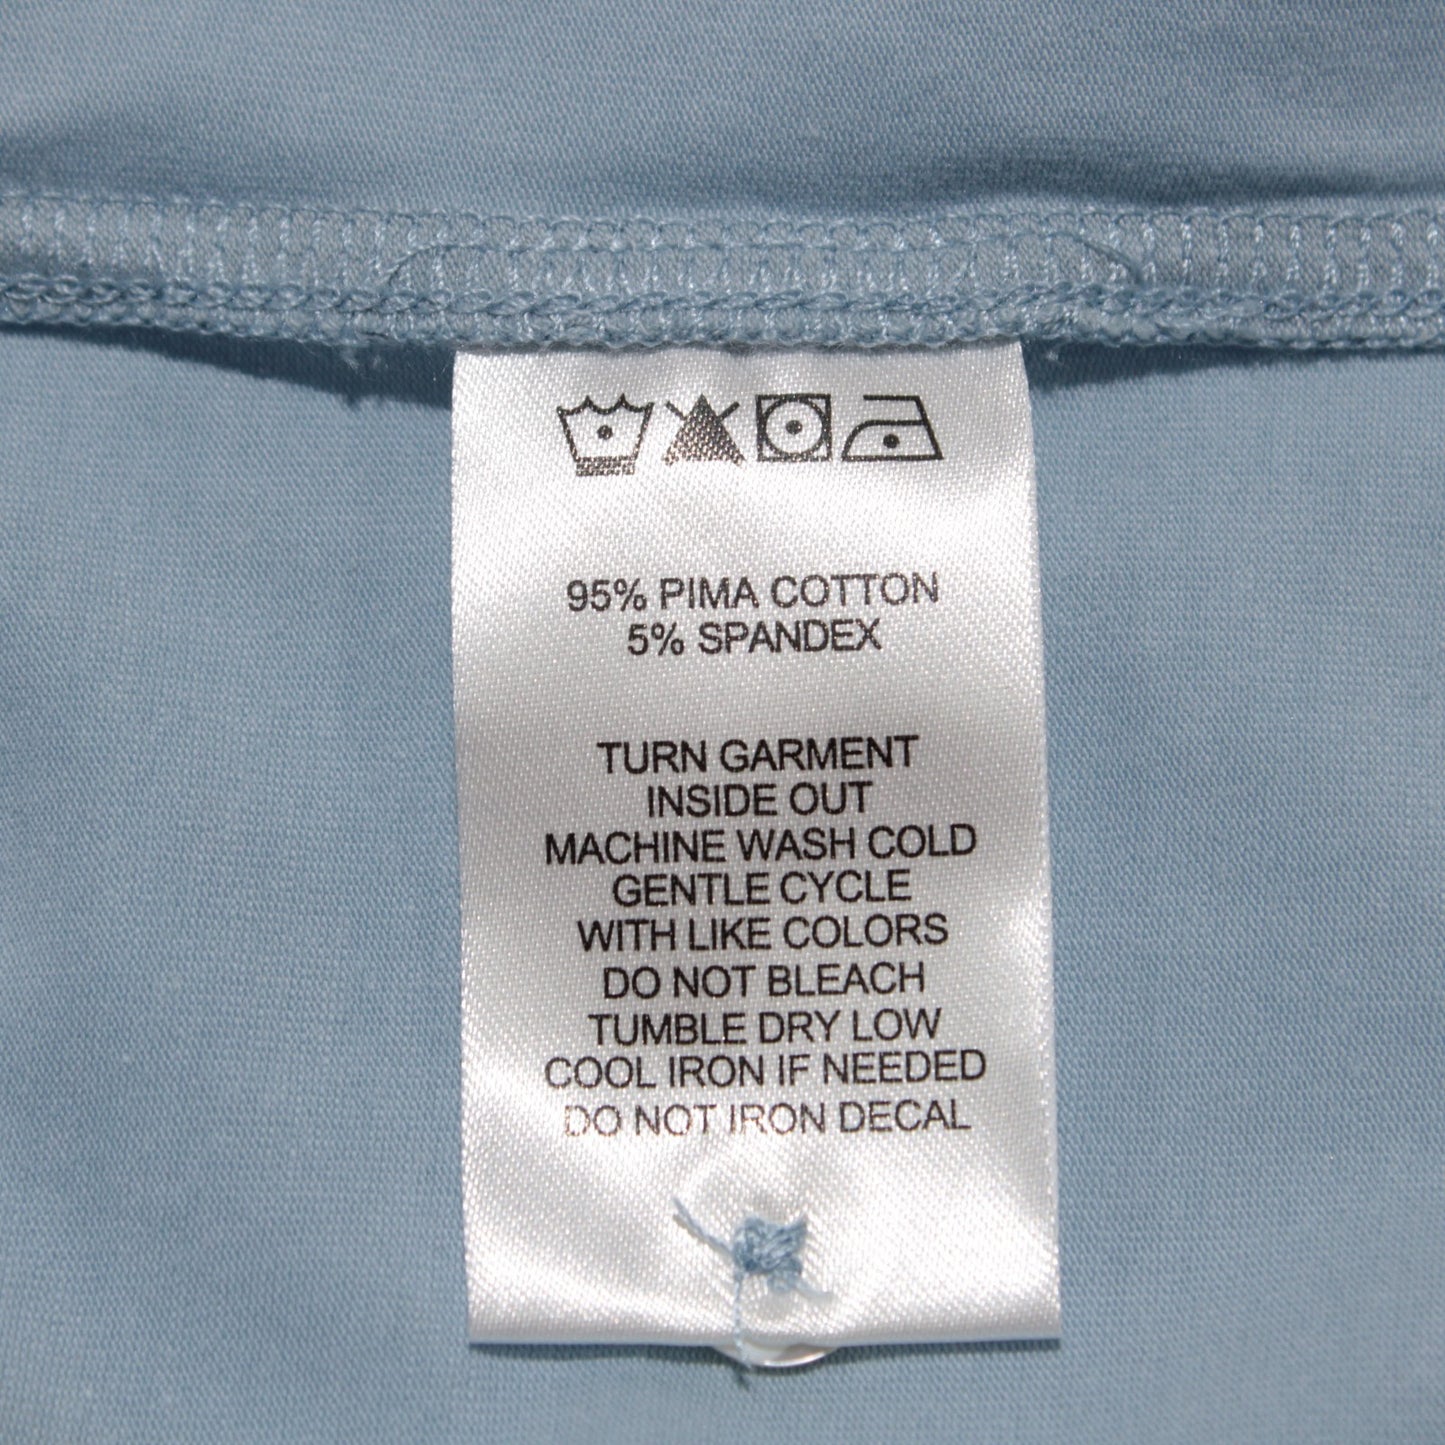 95% PIMA COTTON
5% SPANDEX
TURN GARMENT
INSIDE OUT
MACHINE WASH COLD
GENTLE CYCLE
WITH LIKE COLORS
DO NOT BLEACH
TUMBLE DRY LOW
COOL IRON IF NEEDED
DO NOT IRON DECAL